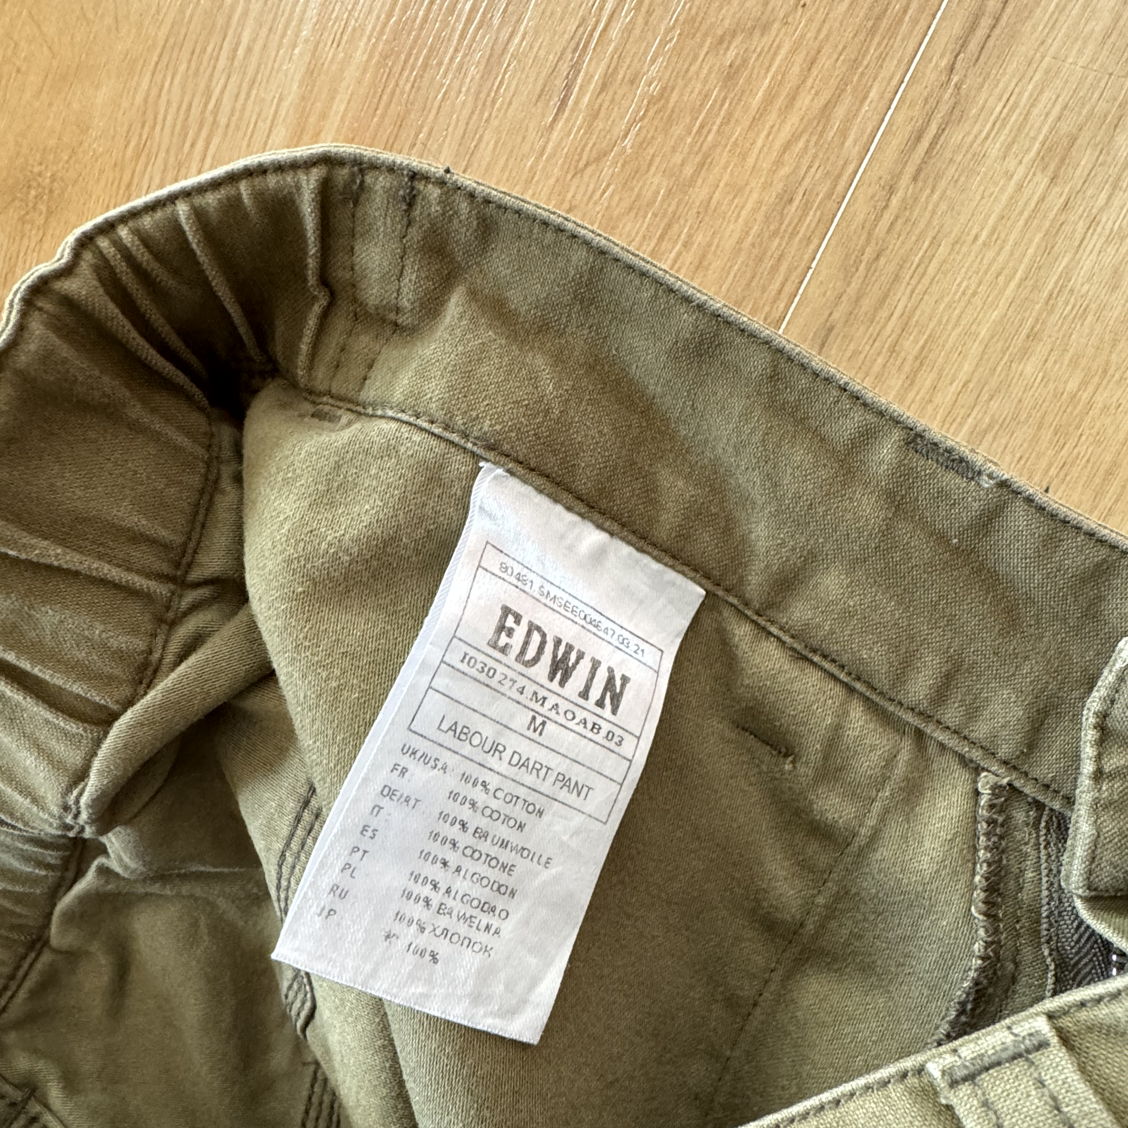 80481.SMSEE004E47.03.21
EDWIN
I030274.MAOAB.03
M
LABOUR DART PANT
UK/USA: 100% COTTON
FR 100% COTON
DE/AT 100% BAUMWOLLE
IT: 100% COTONE
ES 100% ALGODON
PT 100% ALGODAO
PL 100% BAWELNA
RU 100% ХЛОПОК
JP 100%